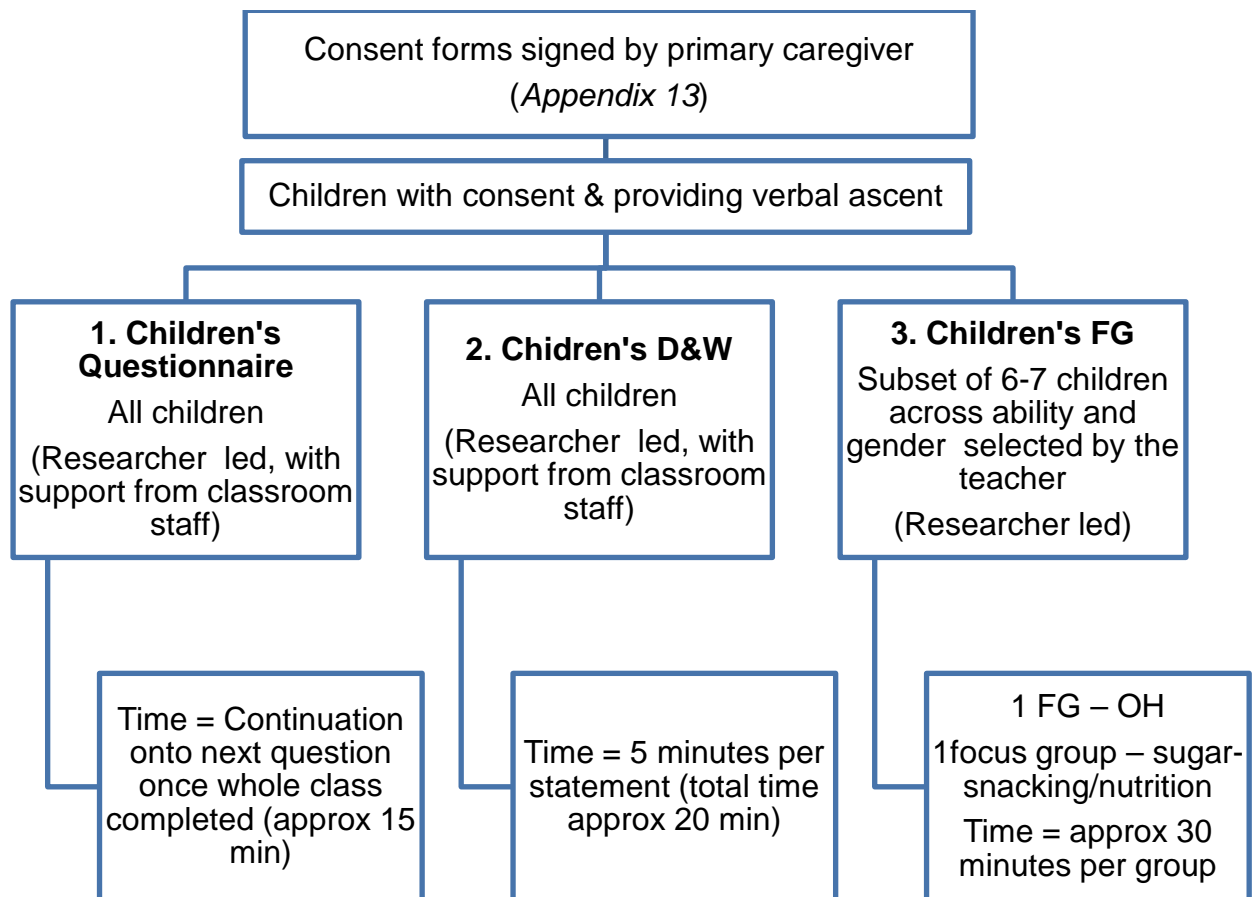 Consent forms signed by primary caregiver
(Appendix 13)
Children with consent & providing verbal ascent
1. Children's
Questionnaire
All children
(Researcher led, with
support from classroom
staff)
2. Chidren's D&W
All children
(Researcher led, with
support from classroom
staff)
3. Children's FG
Subset of 6-7 children
across ability and
gender selected by the
teacher
(Researcher led)
Time = Continuation
onto next question
once whole class
completed (approx 15
min)
Time = 5 minutes per
statement (total time
approx 20 min)
1 FG – OH
1focus group – sugar-
snacking/nutrition
Time = approx 30
minutes per group